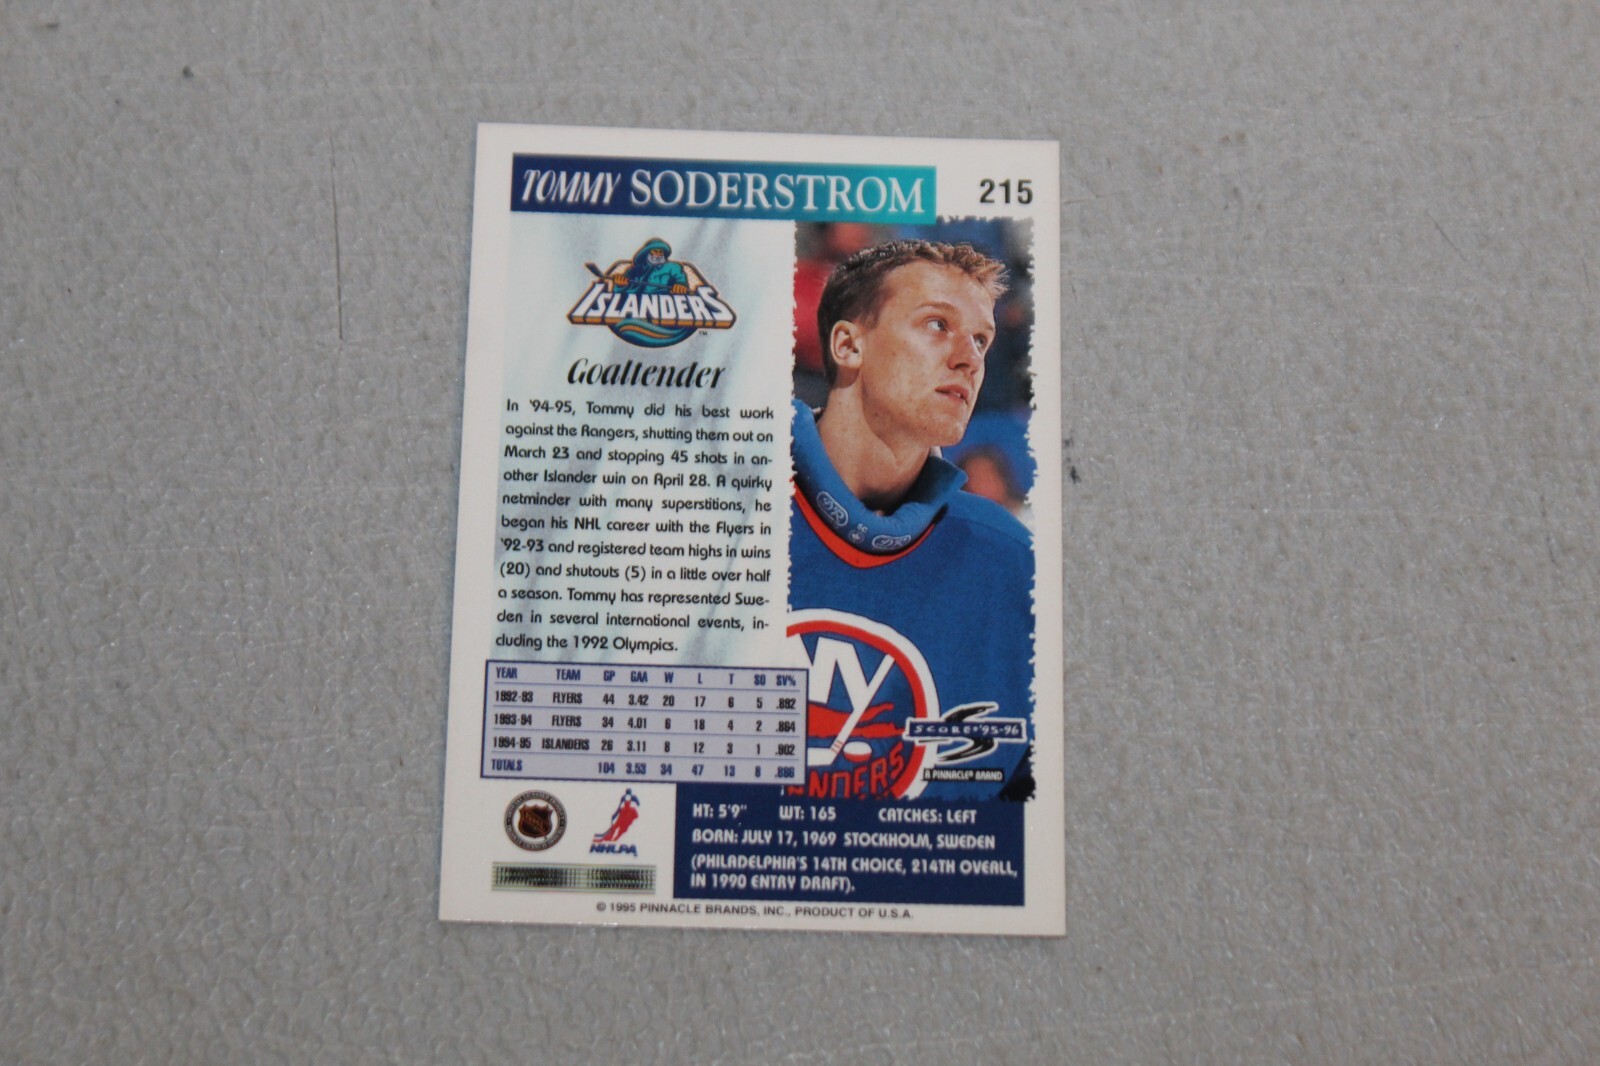 TOMMY SODERSTROM
215
ISLANDERS
TM
Goaltender
In '94-95, Tommy did his best work
against the Rangers, shutting them out on
March 23 and stopping 45 shots in an-
other Islander win on April 28. A quirky
netminder with many superstitions, he
began his NHL career with the Flyers in
'92-93 and registered team highs in wins
(20) and shutouts (5) in a little over half
a season. Tommy has represented Swe-
den in several international events, in-
cluding the 1992 Olympics.
YEAR TEAM GP GAA W L T SO SV%
1992-93 FLYERS 44 3.42 20 17 6 5 .892
1993-94 FLYERS 34 4.01 6 18 4 2 .864
1994-95 ISLANDERS 26 3.11 8 12 3 1 .902
TOTALS 104 3.53 34 47 13 8 .886
NY
NDERS
SCORE '95-96
A PINNACLE® BRAND
NHLPA
HT: 5'9" WT: 165 CATCHES: LEFT
BORN: JULY 17, 1969 STOCKHOLM, SWEDEN
(PHILADELPHIA'S 14TH CHOICE, 214TH OVERALL,
IN 1990 ENTRY DRAFT).
© 1995 PINNACLE BRANDS, INC., PRODUCT OF U.S.A.